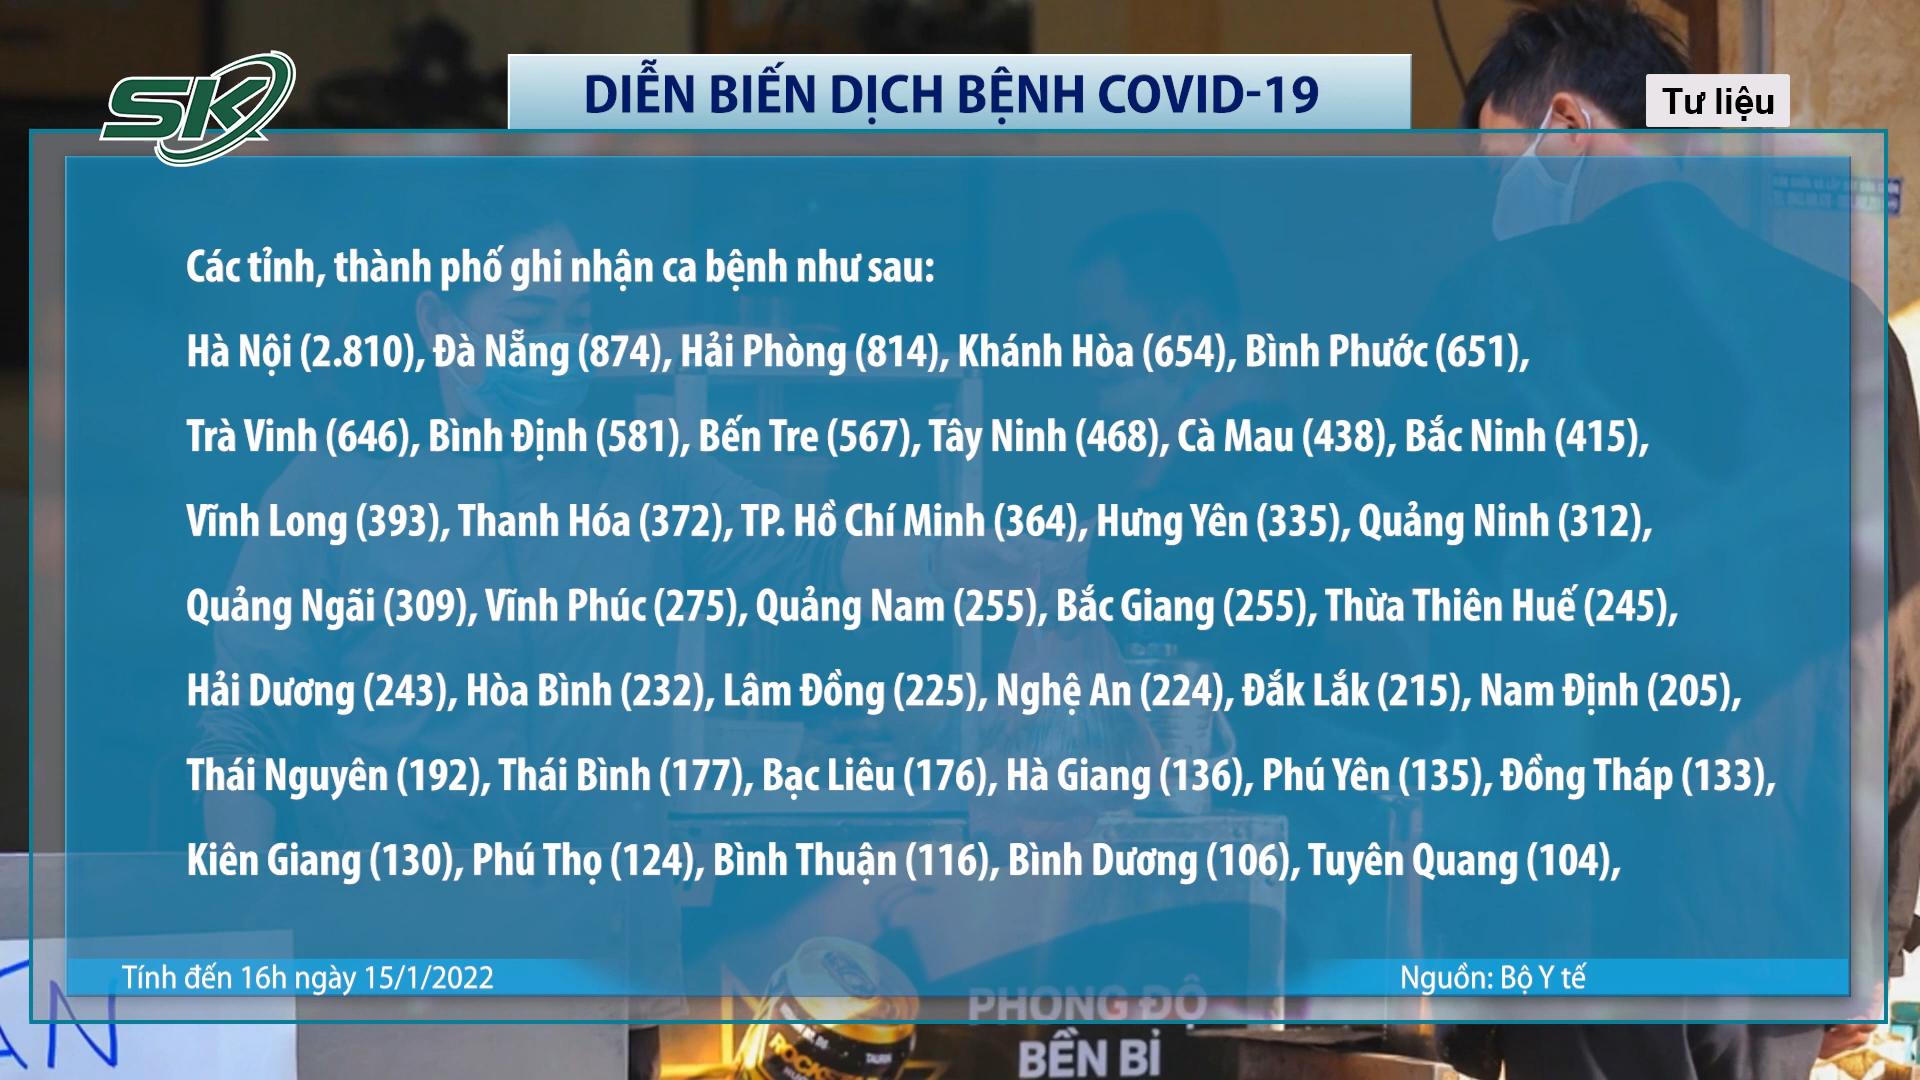 SK
DIỄN BIẾN DỊCH BỆNH COVID-19
Tư liệu
Các tỉnh, thành phố ghi nhận ca bệnh như sau:
Hà Nội (2.810), Đà Nẵng (874), Hải Phòng (814), Khánh Hòa (654), Bình Phước (651),
Trà Vinh (646), Bình Định (581), Bến Tre (567), Tây Ninh (468), Cà Mau (438), Bắc Ninh (415),
Vĩnh Long (393), Thanh Hóa (372), TP. Hồ Chí Minh (364), Hưng Yên (335), Quảng Ninh (312),
Quảng Ngãi (309), Vĩnh Phúc (275), Quảng Nam (255), Bắc Giang (255), Thừa Thiên Huế (245),
Hải Dương (243), Hòa Bình (232), Lâm Đồng (225), Nghệ An (224), Đắk Lắk (215), Nam Định (205),
Thái Nguyên (192), Thái Bình (177), Bạc Liêu (176), Hà Giang (136), Phú Yên (135), Đồng Tháp (133),
Kiên Giang (130), Phú Thọ (124), Bình Thuận (116), Bình Dương (106), Tuyên Quang (104),
Tính đến 16h ngày 15/1/2022
Nguồn: Bộ Y tế
PHONG ĐỘ
BỀN BỈ